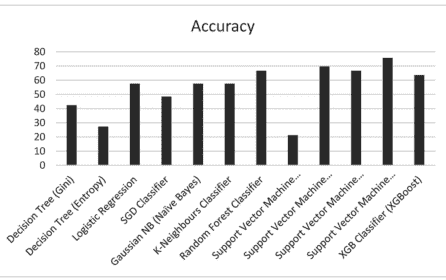 Accuracy
80
70
60
50
40
30
20
10
0
Decision Tree (Gini)
Decision Tree (Entropy)
Logistic Regression
SGD Classifier
Gaussian NB (Naïve Bayes)
K-Neighbours Classifier
Random Forest Classifier
Support Vector Machine...
Support Vector Machine...
Support Vector Machine...
Support Vector Machine...
XGB Classifier (XGBoost)